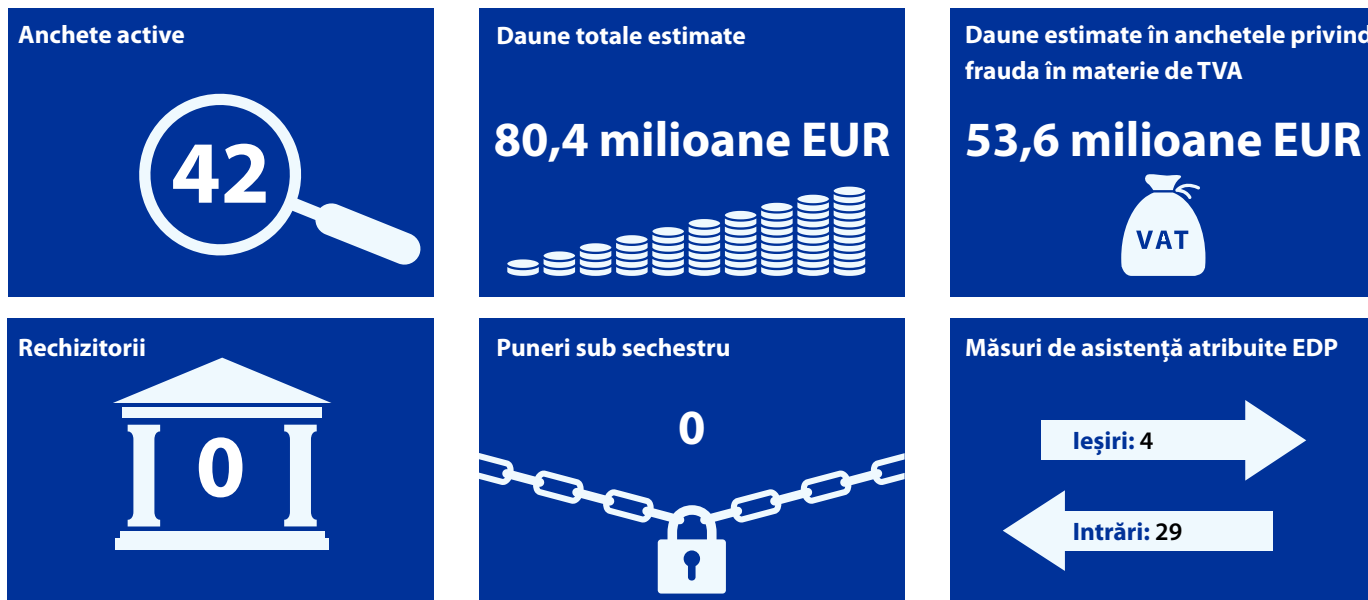 Anchete active
42
Daune totale estimate
80,4 milioane EUR
Daune estimate în anchetele privind
frauda în materie de TVA
53,6 milioane EUR
VAT
Rechizitorii
0
Puneri sub sechestru
0
Măsuri de asistență atribuite EDP
Ieșiri: 4
Intrări: 29